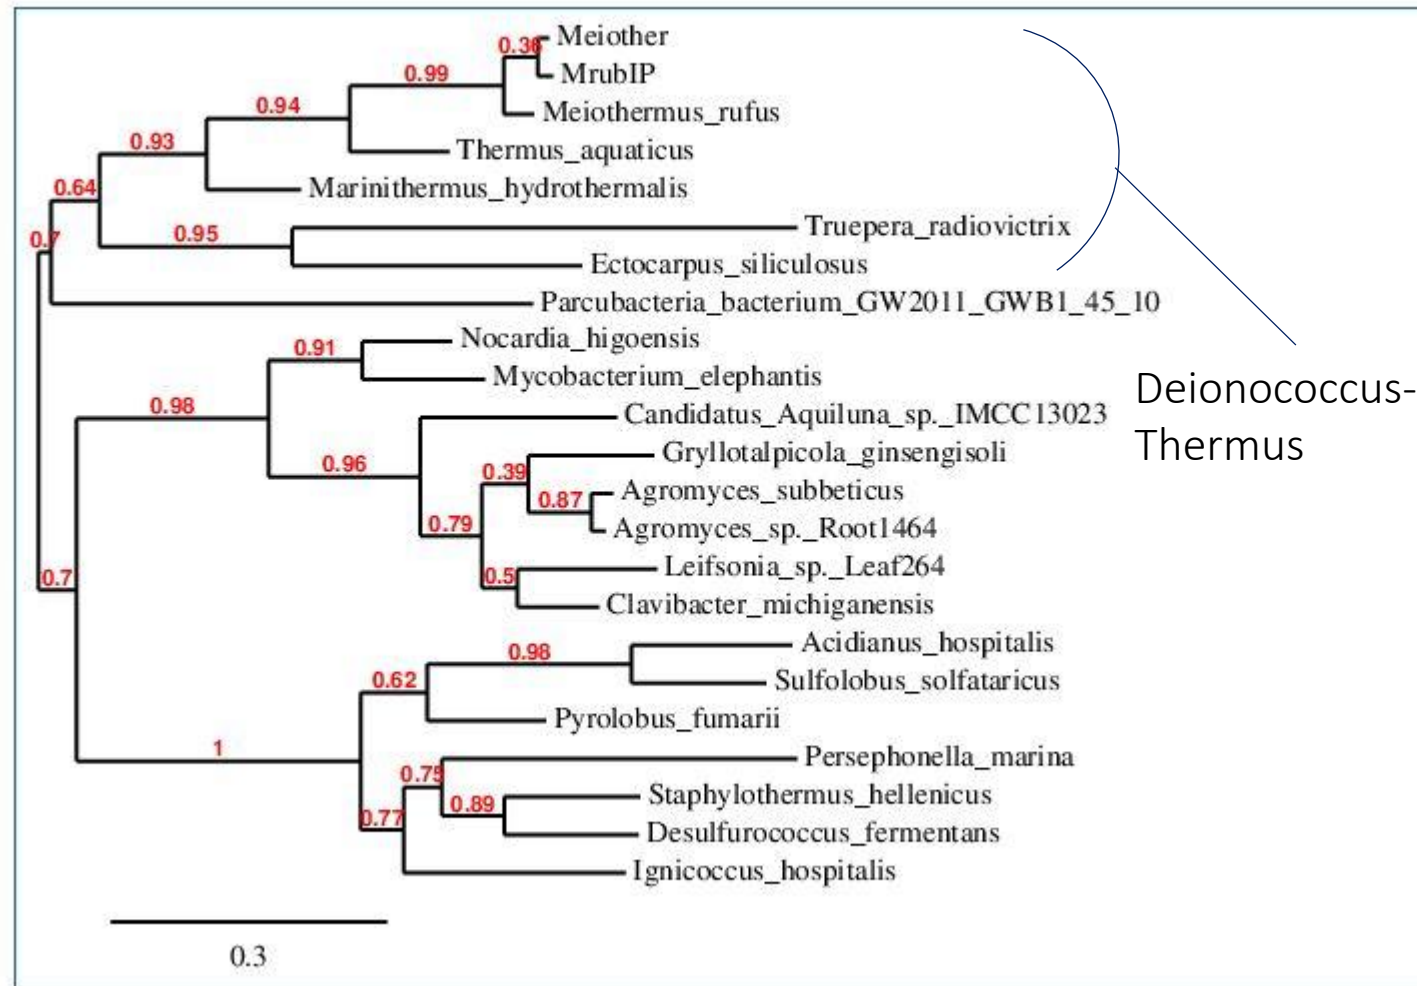 Meiother
0.36
MrubIP
0.99
Meiothermus_rufus
0.94
Thermus_aquaticus
0.93
Marinithermus_hydrothermalis
0.64
Truepera_radiovictrix
0.95
0.7
Ectocarpus_siliculosus
Parcubacteria_bacterium_GW2011_GWB1_45_10
Nocardia_higoensis
0.91
Mycobacterium_elephantis
Deionococcus-
Thermus
0.98
Candidatus_Aquiluna_sp._IMCC13023
Gryllotalpicola_ginsengisoli
0.96
0.39
Agromyces_subbeticus
0.87
Agromyces_sp._Root1464
0.79
Leifsonia_sp._Leaf264
0.5
0.7
Clavibacter_michiganensis
Acidianus_hospitalis
0.98
Sulfolobus_solfataricus
0.62
Pyrolobus_fumarii
1
Persephonella_marina
0.75
Staphylothermus_hellenicus
0.89
0.77
Desulfurococcus_fermentans
Ignicoccus_hospitalis
0.3